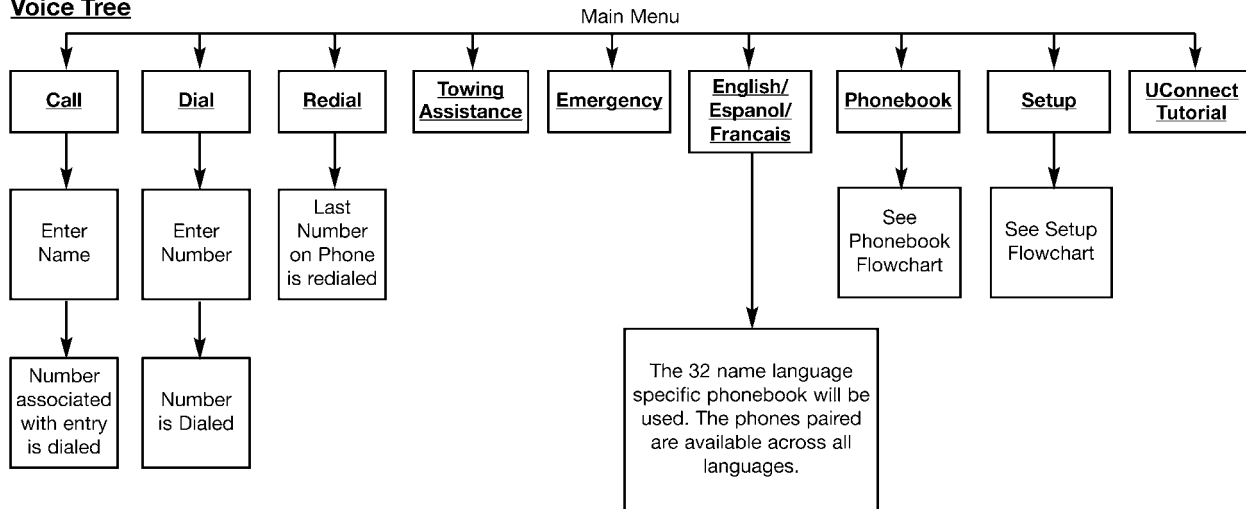 Voice Tree
Main Menu
Call
Dial
Redial
Towing
Assistance
Emergency
English/
Espanol/
Francais
Phonebook
Setup
UConnect
Tutorial
Enter
Name
Enter
Number
Last
Number
on Phone
is redialed
See
Phonebook
Flowchart
See Setup
Flowchart
Number
associated
with entry
is dialed
Number
is Dialed
The 32 name language
specific phonebook will be
used. The phones paired
are available across all
languages.